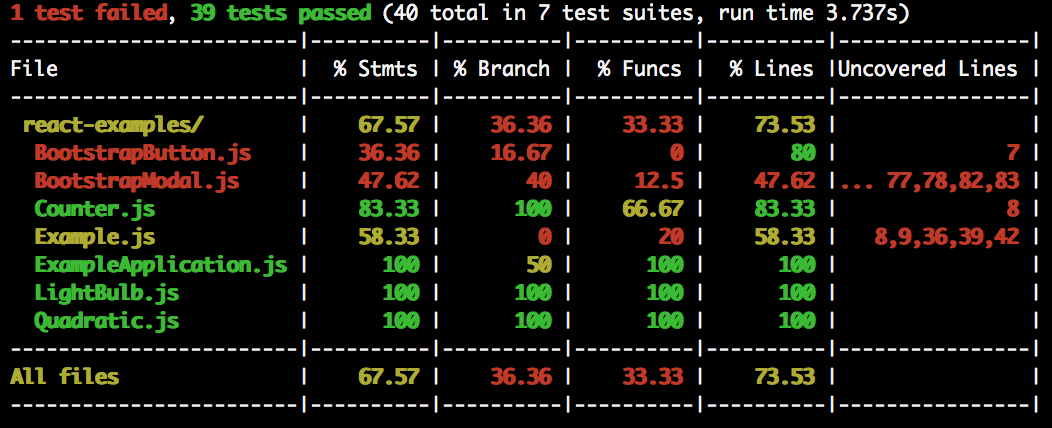 1 test failed, 39 tests passed (40 total in 7 test suites, run time 3.737s)
------------------------|----------|----------|----------|----------|----------------|
File                    |  % Stmts | % Branch |  % Funcs |  % Lines |Uncovered Lines |
------------------------|----------|----------|----------|----------|----------------|
 react-examples/        |    67.57 |    36.36 |    33.33 |    73.53 |                |
  BootstrapButton.js    |    36.36 |    16.67 |        0 |       80 |              7 |
  BootstrapModal.js     |    47.62 |       40 |     12.5 |    47.62 |... 77,78,82,83 |
  Counter.js            |    83.33 |      100 |    66.67 |    83.33 |              8 |
  Example.js            |    58.33 |        0 |       20 |    58.33 |   8,9,36,39,42 |
  ExampleApplication.js |      100 |       50 |      100 |      100 |                |
  LightBulb.js          |      100 |      100 |      100 |      100 |                |
  Quadratic.js          |      100 |      100 |      100 |      100 |                |
------------------------|----------|----------|----------|----------|----------------|
All files               |    67.57 |    36.36 |    33.33 |    73.53 |                |
------------------------|----------|----------|----------|----------|----------------|